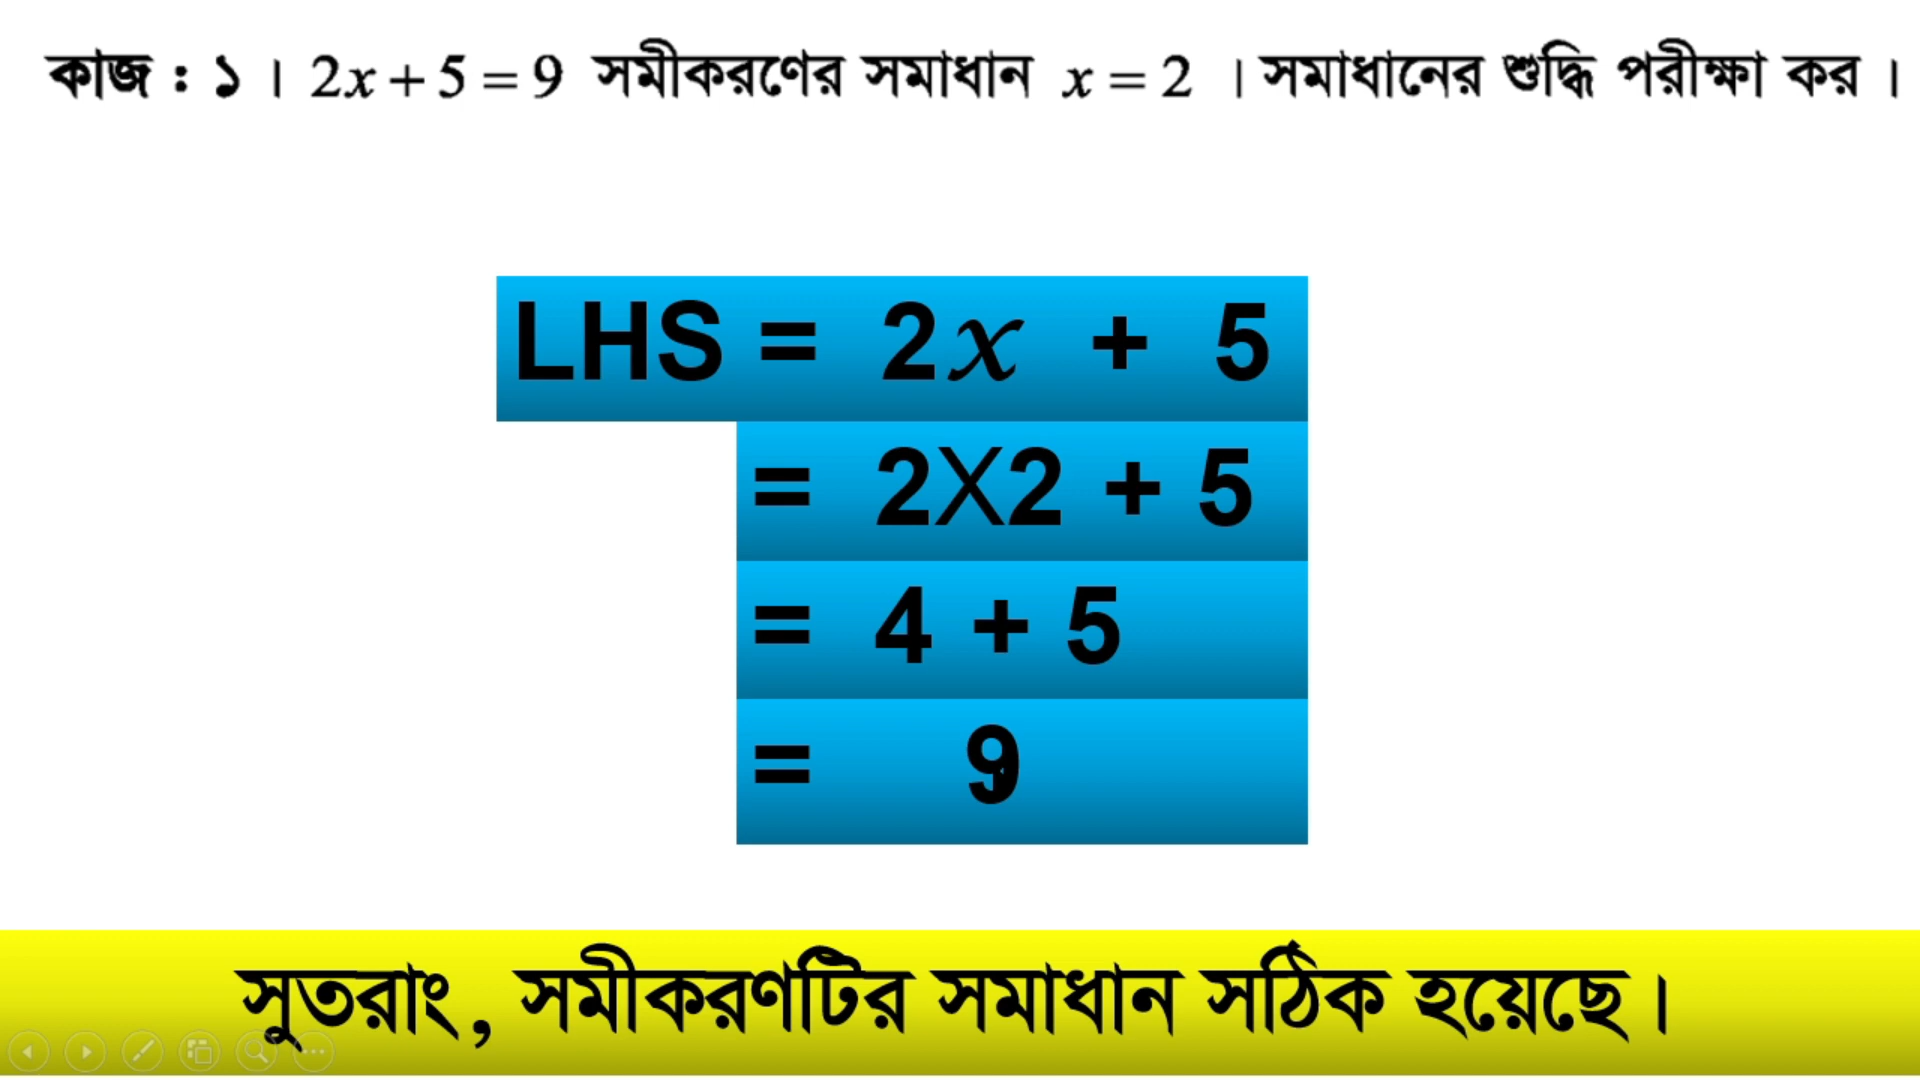 কাজ : ১ । 2x + 5 = 9 সমীকরণের সমাধান x = 2 । সমাধানের শুদ্ধি পরীক্ষা কর ।
LHS = 2x + 5
= 2X2 + 5
= 4 + 5
= 9
সুতরাং, সমীকরণটির সমাধান সঠিক হয়েছে।